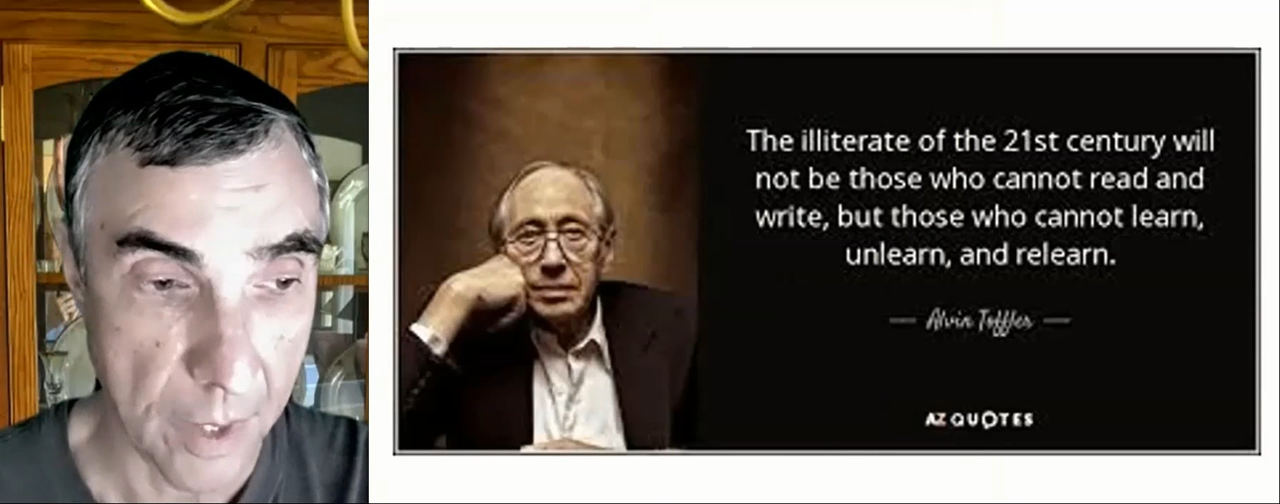 The illiterate of the 21st century will
not be those who cannot read and
write, but those who cannot learn,
unlearn, and relearn.
— Alvin Toffler —
AZ QUOTES